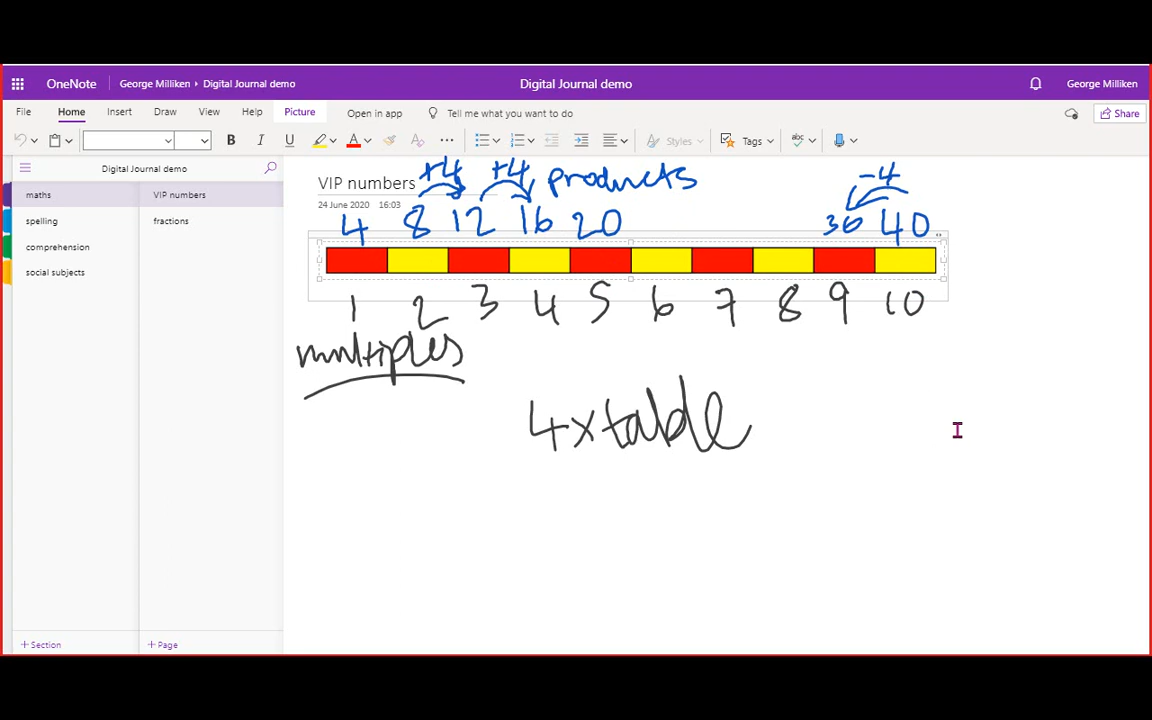 OneNote George Milliken › Digital Journal demo Digital Journal demo George Milliken
File Home Insert Draw View Help Picture Open in app Tell me what you want to do Share
B I U A ... Styles Tags abc
Digital Journal demo
maths
spelling
comprehension
social subjects
VIP numbers
fractions
+ Section
+ Page
VIP numbers
24 June 2020 16:03
+4 +4 products -4
4 8 12 16 20 36 40
1 2 3 4 5 6 7 8 9 10
multiples
4x table